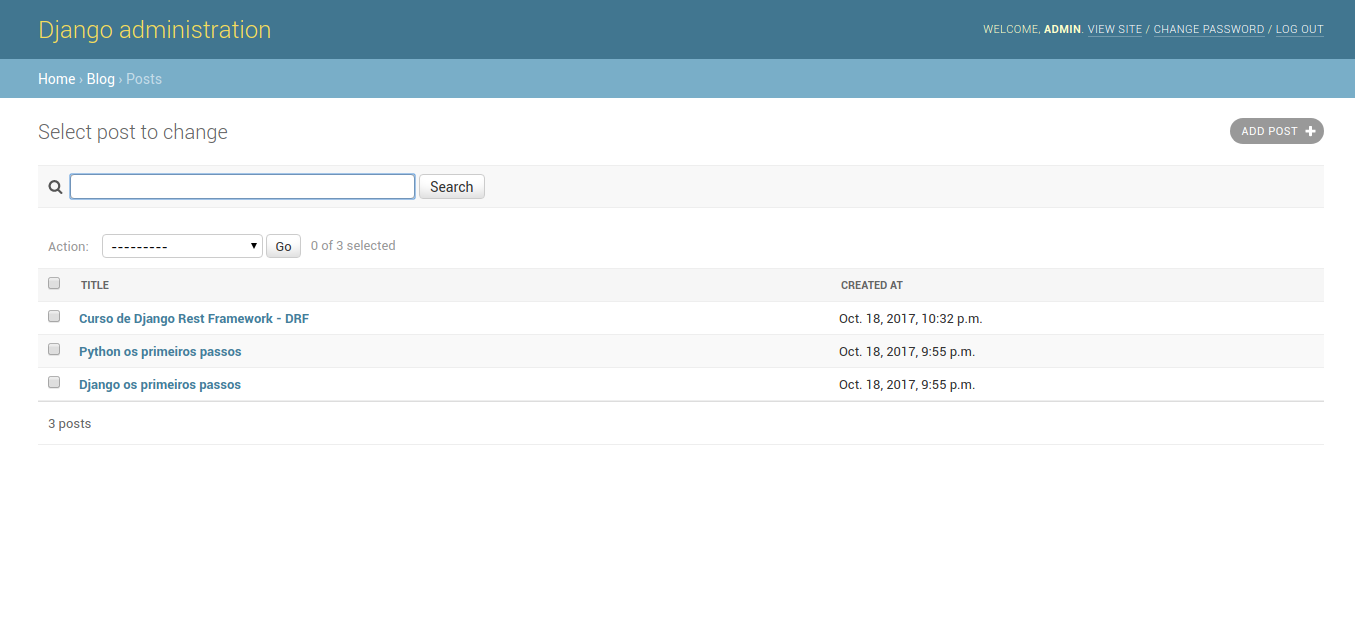 Django administration
WELCOME, ADMIN. VIEW SITE / CHANGE PASSWORD / LOG OUT
Home › Blog › Posts
Select post to change
ADD POST
Search
Action: --------- Go 0 of 3 selected
TITLE CREATED AT
Curso de Django Rest Framework - DRF Oct. 18, 2017, 10:32 p.m.
Python os primeiros passos Oct. 18, 2017, 9:55 p.m.
Django os primeiros passos Oct. 18, 2017, 9:55 p.m.
3 posts